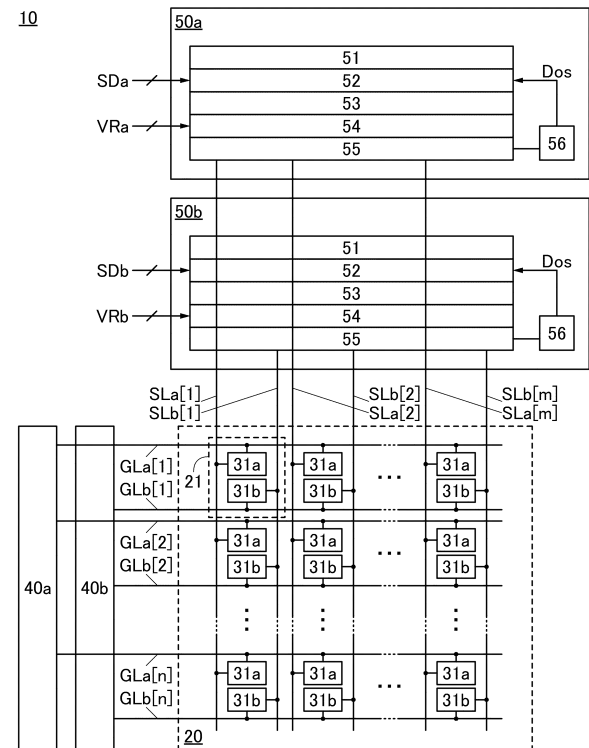 10
50a
51
SDa
52
Dos
53
VRa
54
56
55
50b
51
SDb
52
Dos
53
VRb
54
56
55
SLa[1] SLb[2] SLb[m]
SLb[1] SLa[2] SLa[m]
GLa[1] 21 31a 31a ... 31a
GLb[1] 31b 31b 31b
GLa[2] 31a 31a ... 31a
GLb[2] 31b 31b 31b
40a 40b
GLa[n] 31a 31a ... 31a
GLb[n] 31b 31b 31b
20